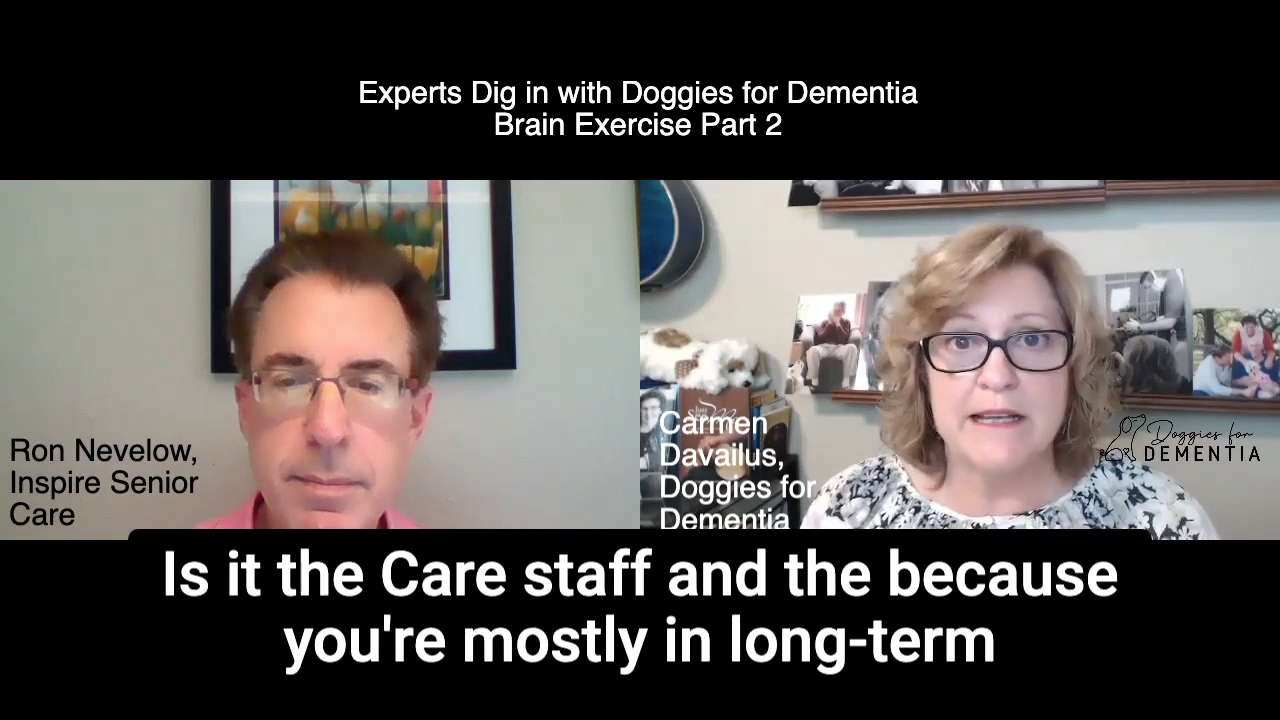 Experts Dig in with Doggies for Dementia
Brain Exercise Part 2
Ron Nevelow,
Inspire Senior
Care
Carmen
Davailus,
Doggies for
Dementia
Doggies for
DEMENTIA
Is it the Care staff and the because
you're mostly in long-term